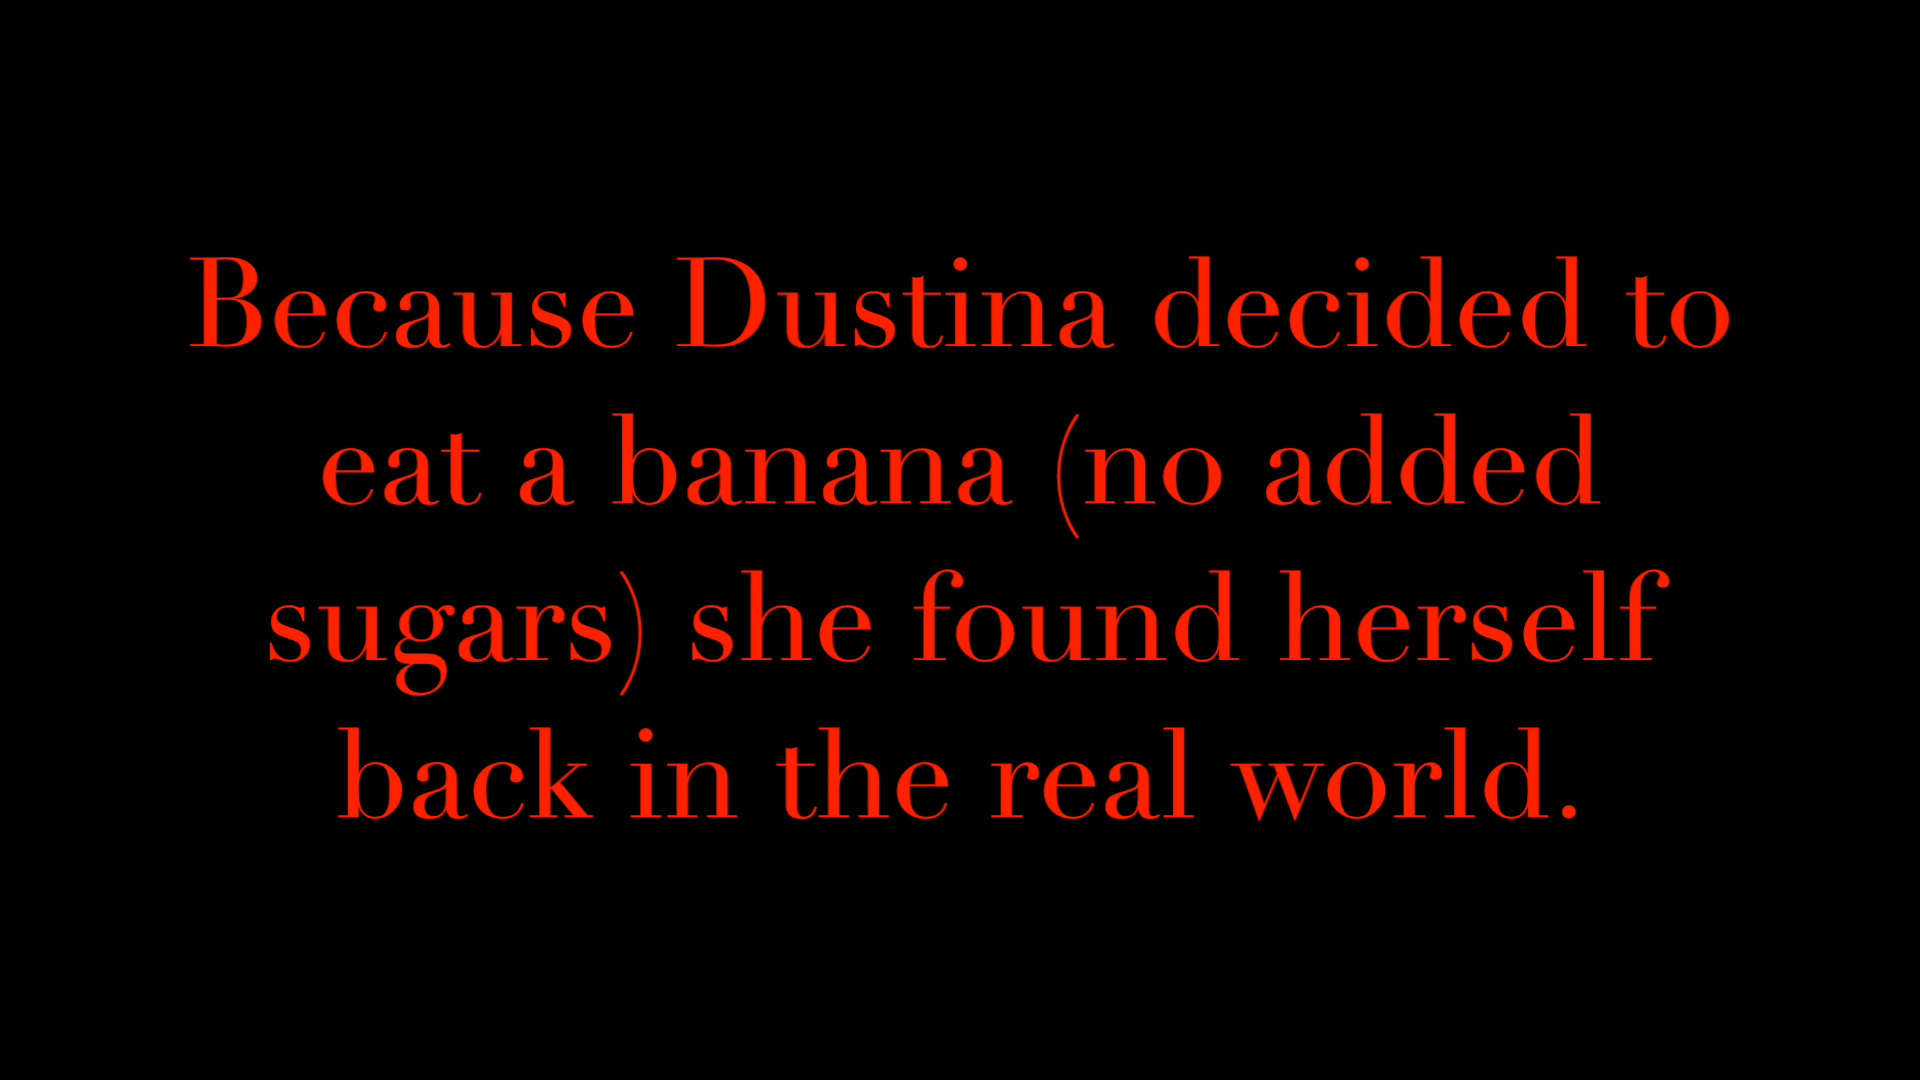 Because Dustina decided to
eat a banana (no added
sugars) she found herself
back in the real world.